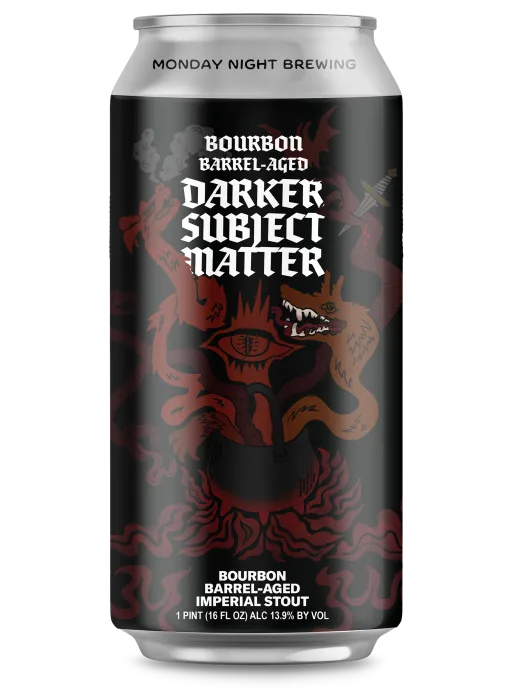 MONDAY NIGHT BREWING
BOURBON
BARREL-AGED
DARKER
SUBJECT
MATTER
BOURBON
BARREL-AGED
IMPERIAL STOUT
1 PINT (16 FL OZ) ALC 13.9% BY VOL